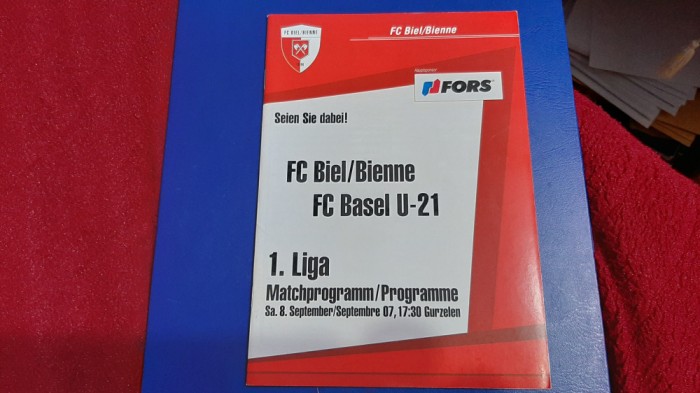 FC BIEL/BIENNE
FC Biel/Bienne
FORS
Seien Sie dabei!
FC Biel/Bienne
FC Basel U-21
1. Liga
Matchprogramm/Programme
Sa. 8. September/Septembre 07, 17:30 Gurzelen